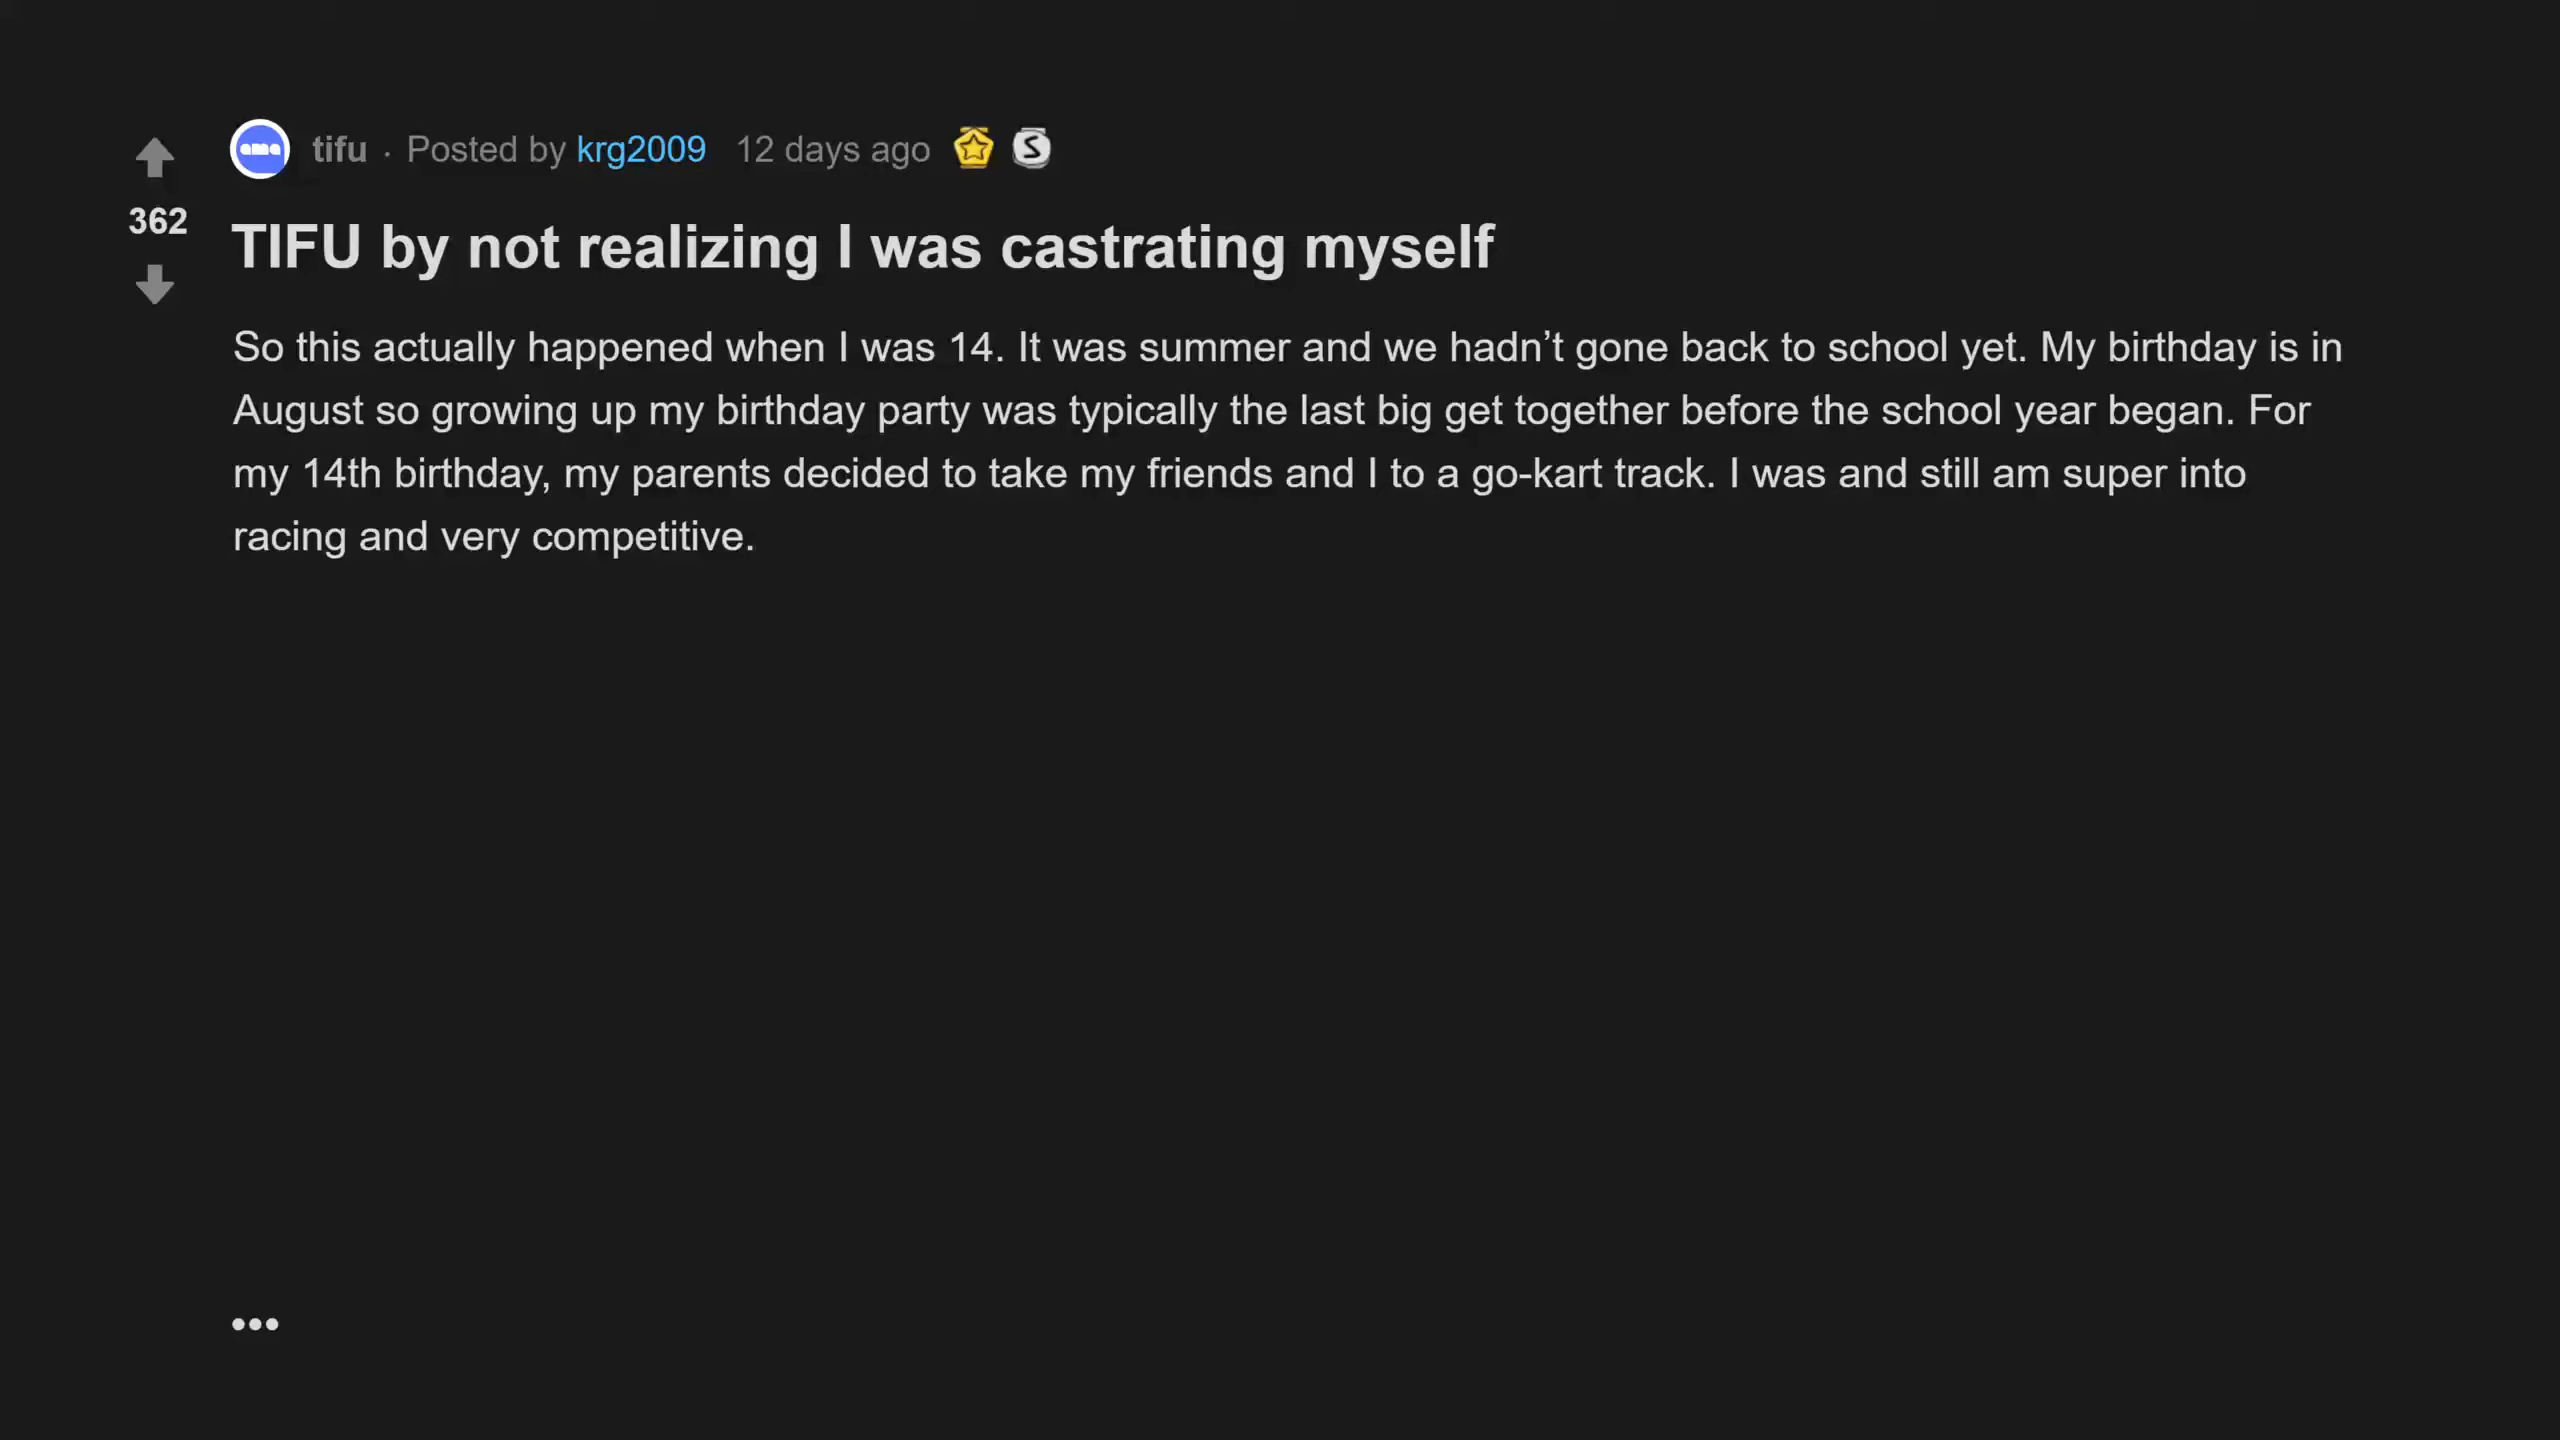 tifu · Posted by krg2009 12 days ago
362
TIFU by not realizing I was castrating myself
So this actually happened when I was 14. It was summer and we hadn’t gone back to school yet. My birthday is in
August so growing up my birthday party was typically the last big get together before the school year began. For
my 14th birthday, my parents decided to take my friends and I to a go-kart track. I was and still am super into
racing and very competitive.
•••